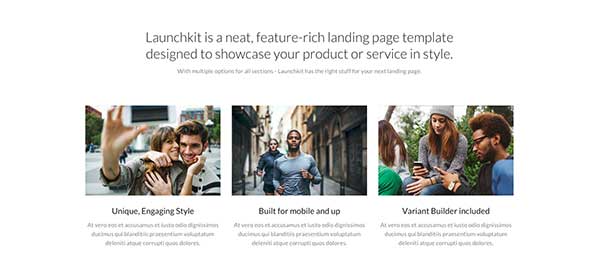 Launchkit is a neat, feature-rich landing page template
designed to showcase your product or service in style.
With multiple options for all sections - Launchkit has the right stuff for your next landing page.
Unique, Engaging Style
At vero eos et accusamus et iusto odio dignissimos
ducimus qui blanditiis praesentium voluptatum
deleniti atque corrupti quos dolores.
Built for mobile and up
At vero eos et accusamus et iusto odio dignissimos
ducimus qui blanditiis praesentium voluptatum
deleniti atque corrupti quos dolores.
Variant Builder included
At vero eos et accusamus et iusto odio dignissimos
ducimus qui blanditiis praesentium voluptatum
deleniti atque corrupti quos dolores.